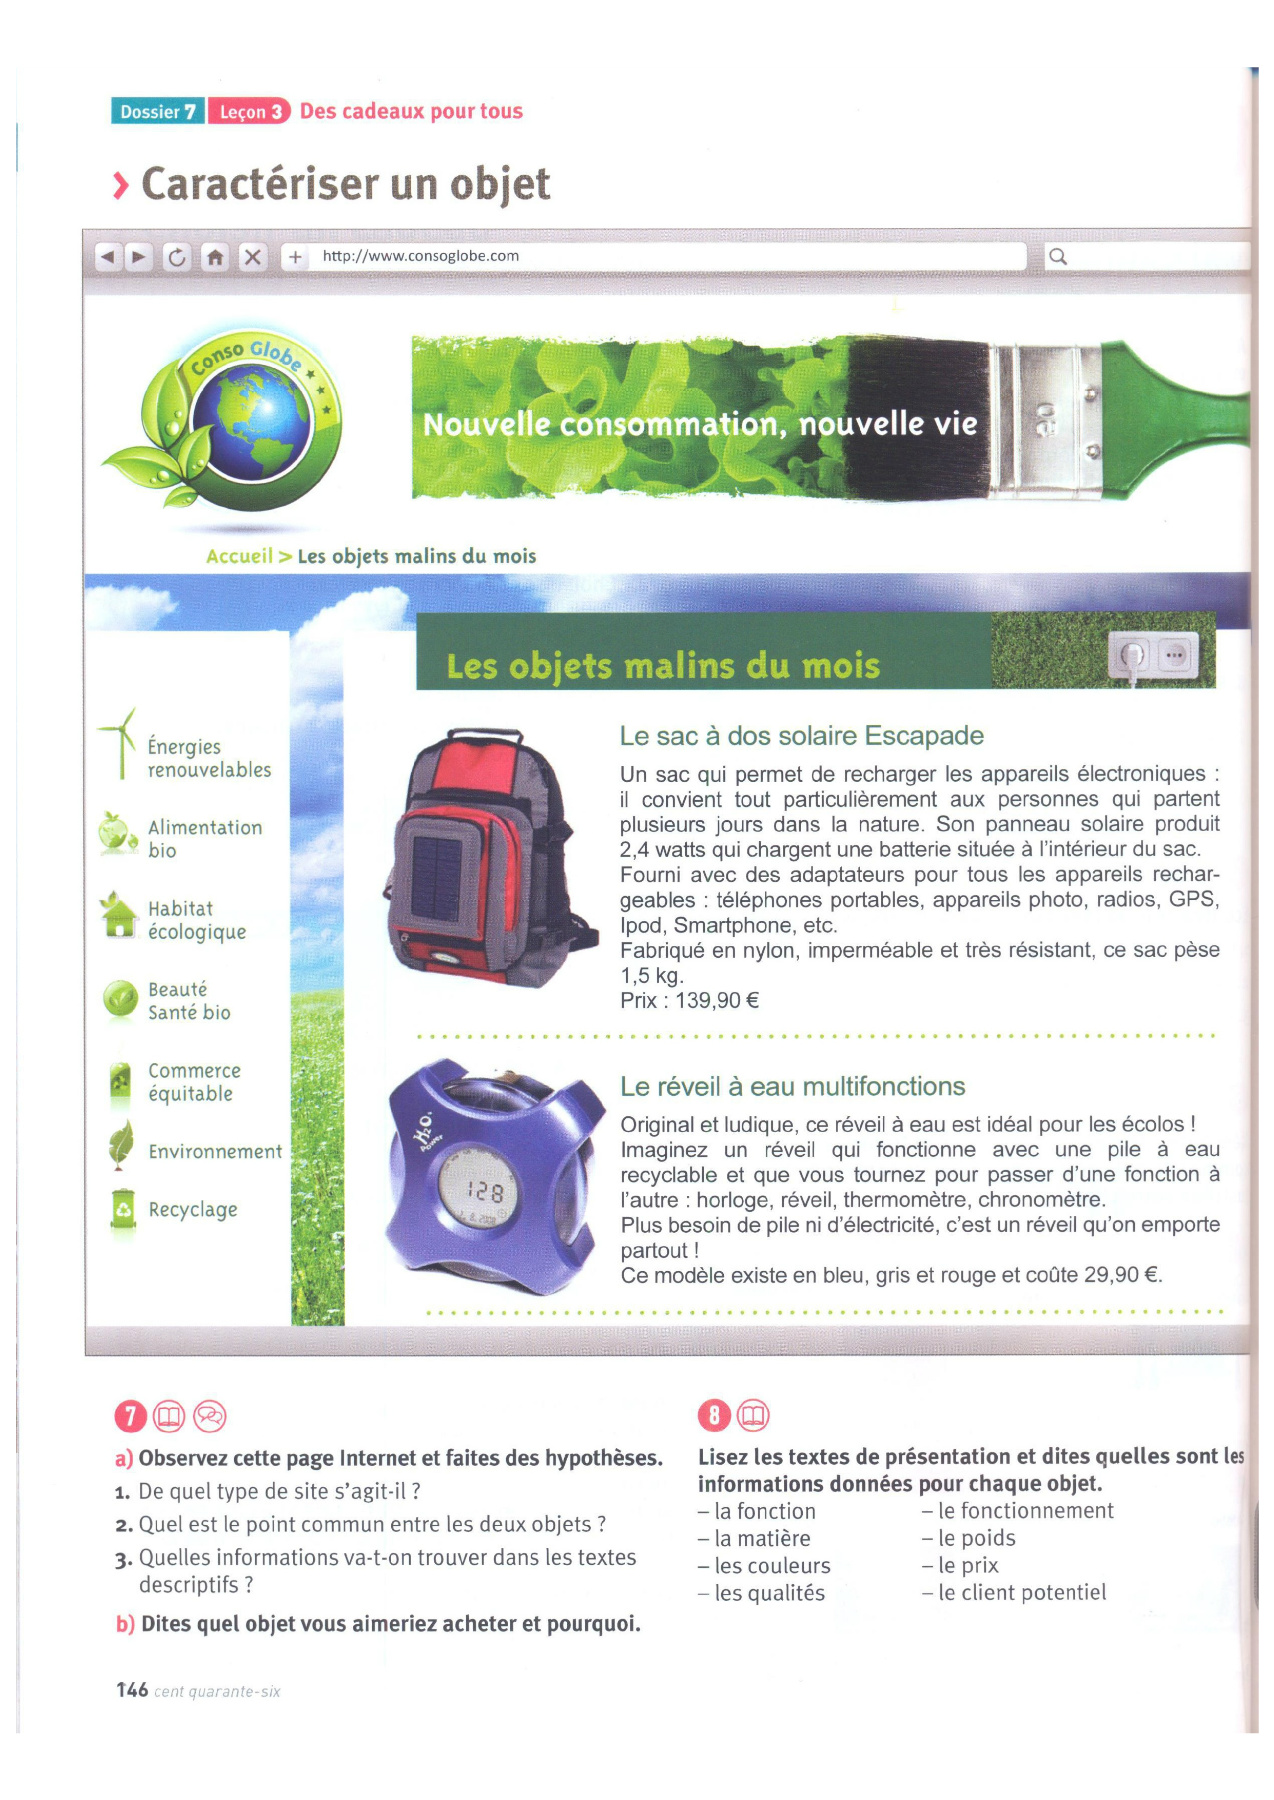 Dossier 7 Leçon 3 Des cadeaux pour tous
› Caractériser un objet
http://www.consoglobe.com
Conso Globe
Nouvelle consommation, nouvelle vie
Accueil > Les objets malins du mois
Les objets malins du mois
Énergies
renouvelables
Alimentation
bio
Habitat
écologique
Beauté
Santé bio
Commerce
équitable
Environnement
Recyclage
Le sac à dos solaire Escapade
Un sac qui permet de recharger les appareils électroniques :
il convient tout particulièrement aux personnes qui partent
plusieurs jours dans la nature. Son panneau solaire produit
2,4 watts qui chargent une batterie située à l'intérieur du sac.
Fourni avec des adaptateurs pour tous les appareils rechar-
geables : téléphones portables, appareils photo, radios, GPS,
Ipod, Smartphone, etc.
Fabriqué en nylon, imperméable et très résistant, ce sac pèse
1,5 kg.
Prix : 139,90 €
H2O
Power
128
Le réveil à eau multifonctions
Original et ludique, ce réveil à eau est idéal pour les écolos !
Imaginez un réveil qui fonctionne avec une pile à eau
recyclable et que vous tournez pour passer d'une fonction à
l'autre : horloge, réveil, thermomètre, chronomètre.
Plus besoin de pile ni d'électricité, c'est un réveil qu'on emporte
partout !
Ce modèle existe en bleu, gris et rouge et coûte 29,90 €.
7
a) Observez cette page Internet et faites des hypothèses.
1. De quel type de site s'agit-il ?
2. Quel est le point commun entre les deux objets ?
3. Quelles informations va-t-on trouver dans les textes
descriptifs ?
b) Dites quel objet vous aimeriez acheter et pourquoi.
8
Lisez les textes de présentation et dites quelles sont les
informations données pour chaque objet.
– la fonction – le fonctionnement
– la matière – le poids
– les couleurs – le prix
– les qualités – le client potentiel
146 cent quarante-six